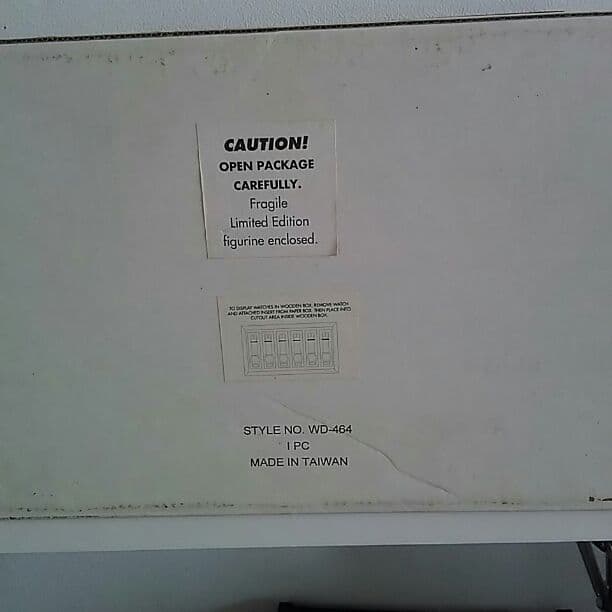 CAUTION!
OPEN PACKAGE
CAREFULLY.
Fragile
Limited Edition
figurine enclosed.
TO DISPLAY WATCHES IN WOODEN BOX, REMOVE WATCH
AND ATTACHED INSERT FROM PAPER BOX. THEN PLACE INTO
CUTOUT AREA INSIDE WOODEN BOX.
STYLE NO. WD-464
1 PC
MADE IN TAIWAN